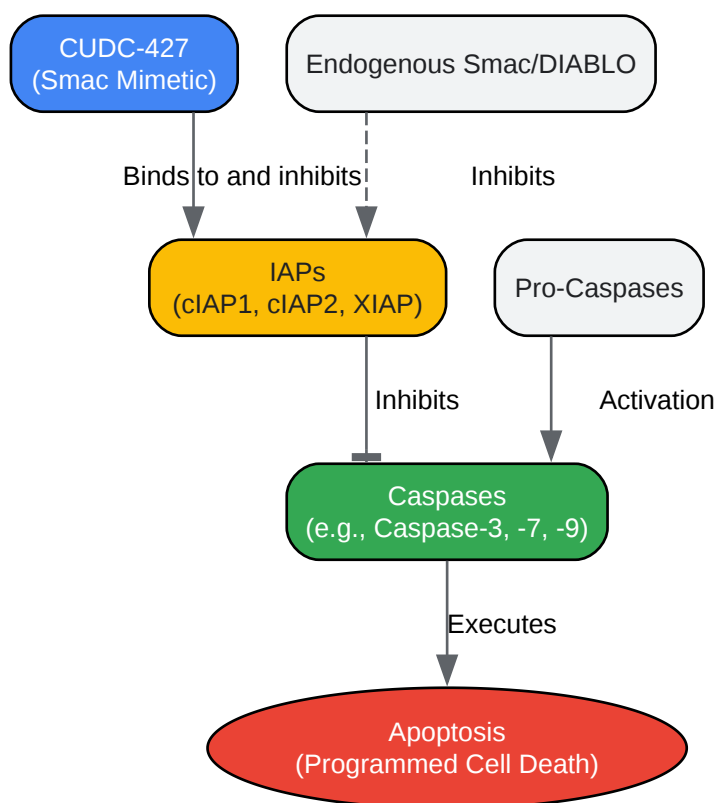 CUDC-427
(Smac Mimetic)
Endogenous Smac/DIABLO
Binds to and inhibits
Inhibits
IAPs
(cIAP1, cIAP2, XIAP)
Pro-Caspases
Inhibits
Activation
Caspases
(e.g., Caspase-3, -7, -9)
Executes
Apoptosis
(Programmed Cell Death)